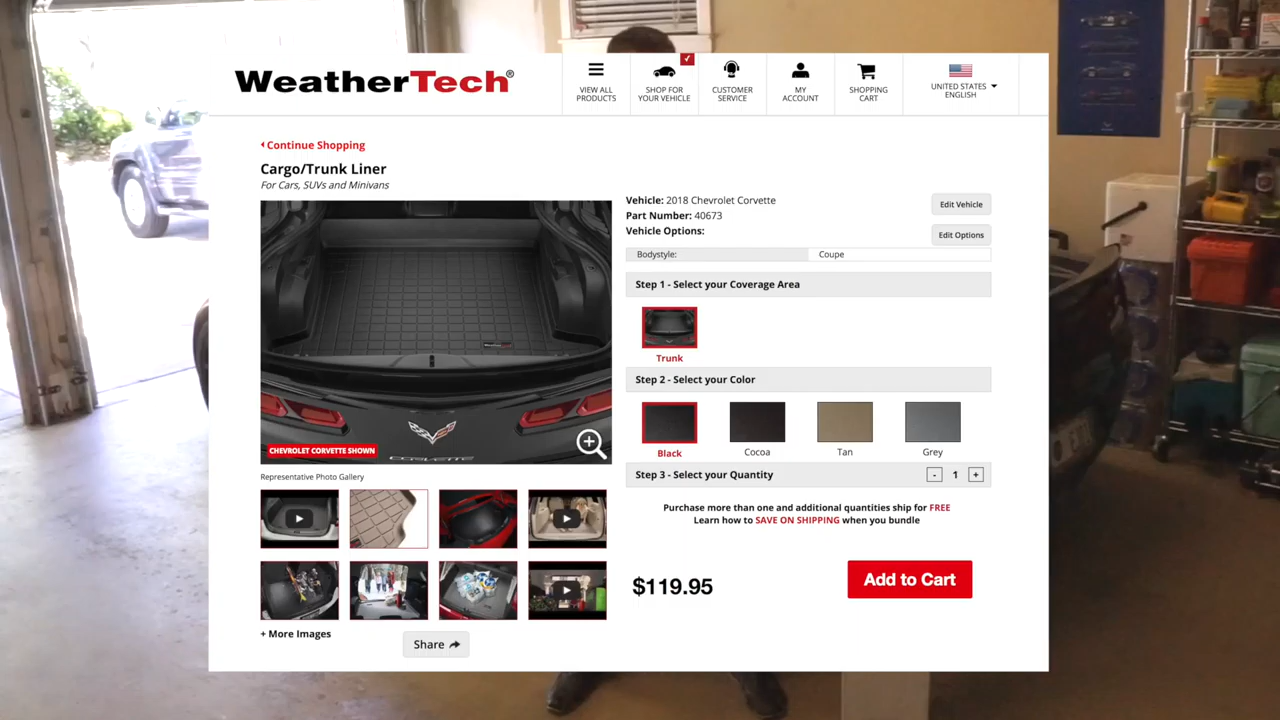 WeatherTech®
VIEW ALL
PRODUCTS
SHOP FOR
YOUR VEHICLE
CUSTOMER
SERVICE
MY
ACCOUNT
SHOPPING
CART
UNITED STATES
ENGLISH
Continue Shopping
Cargo/Trunk Liner
For Cars, SUVs and Minivans
WeatherTech
CORVETTE
CHEVROLET CORVETTE SHOWN
Representative Photo Gallery
+ More Images
Share
Vehicle: 2018 Chevrolet Corvette
Edit Vehicle
Part Number: 40673
Vehicle Options:
Edit Options
Bodystyle: Coupe
Step 1 - Select your Coverage Area
Trunk
Step 2 - Select your Color
Black Cocoa Tan Grey
Step 3 - Select your Quantity - 1 +
Purchase more than one and additional quantities ship for FREE
Learn how to SAVE ON SHIPPING when you bundle
$119.95
Add to Cart